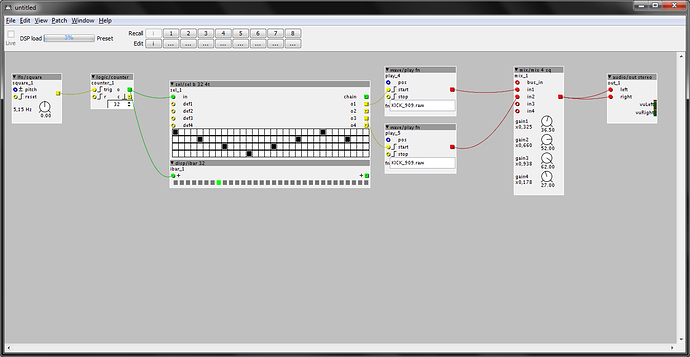 untitled
File Edit View Patch Window Help
Live
DSP load 3% Preset
Recall 1 2 3 4 5 6 7 8
Edit ... ... ... ... ... ... ... ...
lfo/square
square_1
pitch
reset
5,15 Hz
0.00
logic/counter
counter_1
trig o
r c
32
sel/sel b 32 4t
sel_1
in chain
def1 o1
def2 o2
def3 o3
def4 o4
disp/ibar 32
ibar_1
wave/play fn
play_4
pos
start
stop
fn KICK_909.raw
wave/play fn
play_5
pos
start
stop
fn KICK_909.raw
mix/mix 4 sq
mix_1
bus_in
in1
in2
in3
in4
gain1
x0,325
36.50
gain2
x0,660
52.00
gain3
x0,938
62.00
gain4
x0,178
27.00
audio/out stereo
out_1
left
right
vuLeft
vuRight